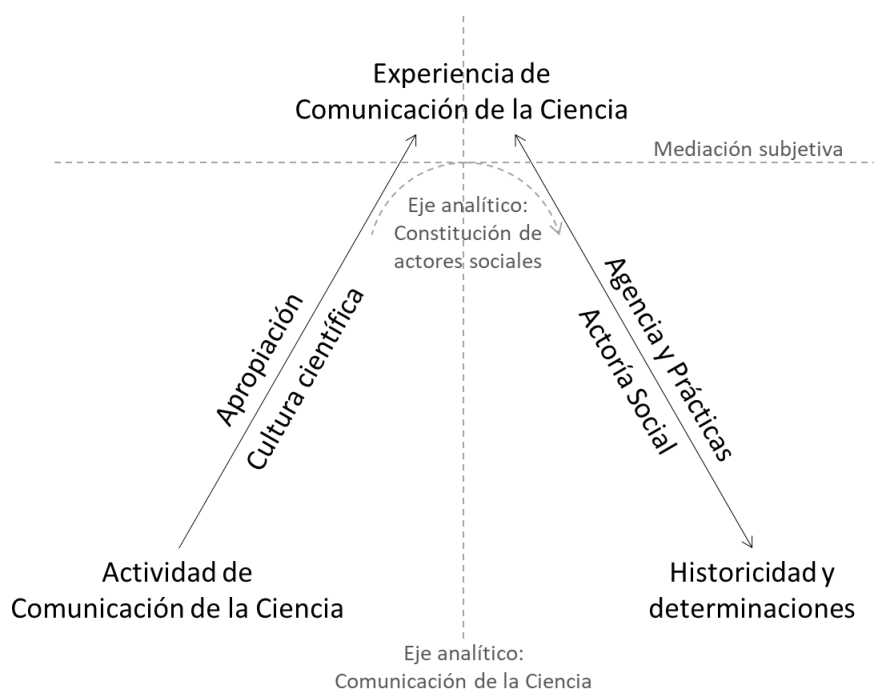 Experiencia de
Comunicación de la Ciencia
Mediación subjetiva
Eje analítico:
Constitución de
actores sociales
Apropiación
Cultura científica
Agencia y Prácticas
Actoría Social
Actividad de
Comunicación de la Ciencia
Historicidad y
determinaciones
Eje analítico:
Comunicación de la Ciencia